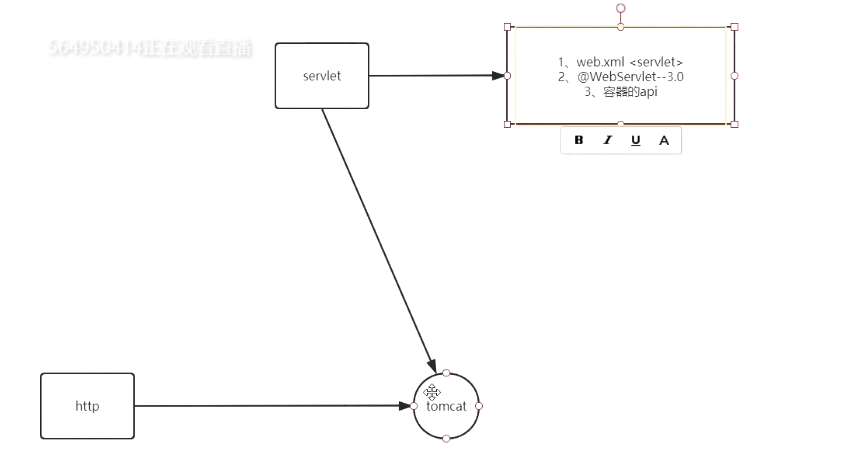 564950414正在观看直播
servlet
1、web.xml <servlet>
2、@WebServlet--3.0
3、容器的api
B I U A
http
tomcat